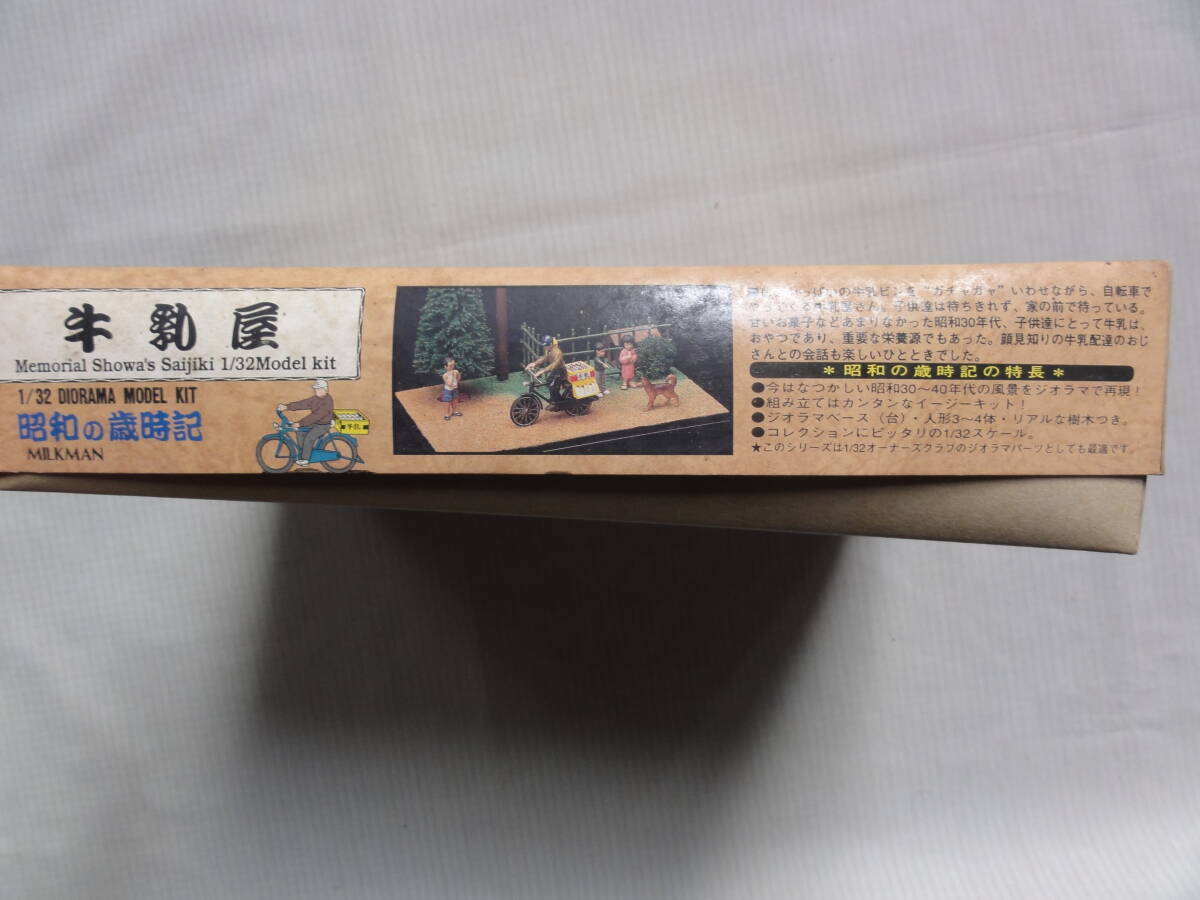 牛乳屋
Memorial Showa's Saijiki 1/32Model kit
1/32 DIORAMA MODEL KIT
昭和の歳時記
MILKMAN
牛乳
っぱいの牛乳ビンを“ガチャガチャ”いわせながら、自転車で
牛乳屋さん。子供達は待ちきれず、家の前で待っている。
甘いお菓子などあまりなかった昭和30年代、子供達にとって牛乳は、
おやつであり、重要な栄養源でもあった。顔見知りの牛乳配達のおじ
さんとの会話も楽しいひとときでした。
＊昭和の歳時記の特長＊
●今はなつかしい昭和30〜40年代の風景をジオラマで再現！
●組み立てはカンタンなイージーキット！
●ジオラマベース（台）・人形3〜4体・リアルな樹木つき。
●コレクションにピッタリの1/32スケール。
★このシリーズは1/32オーナーズクラブのジオラマパーツとしても最適です。